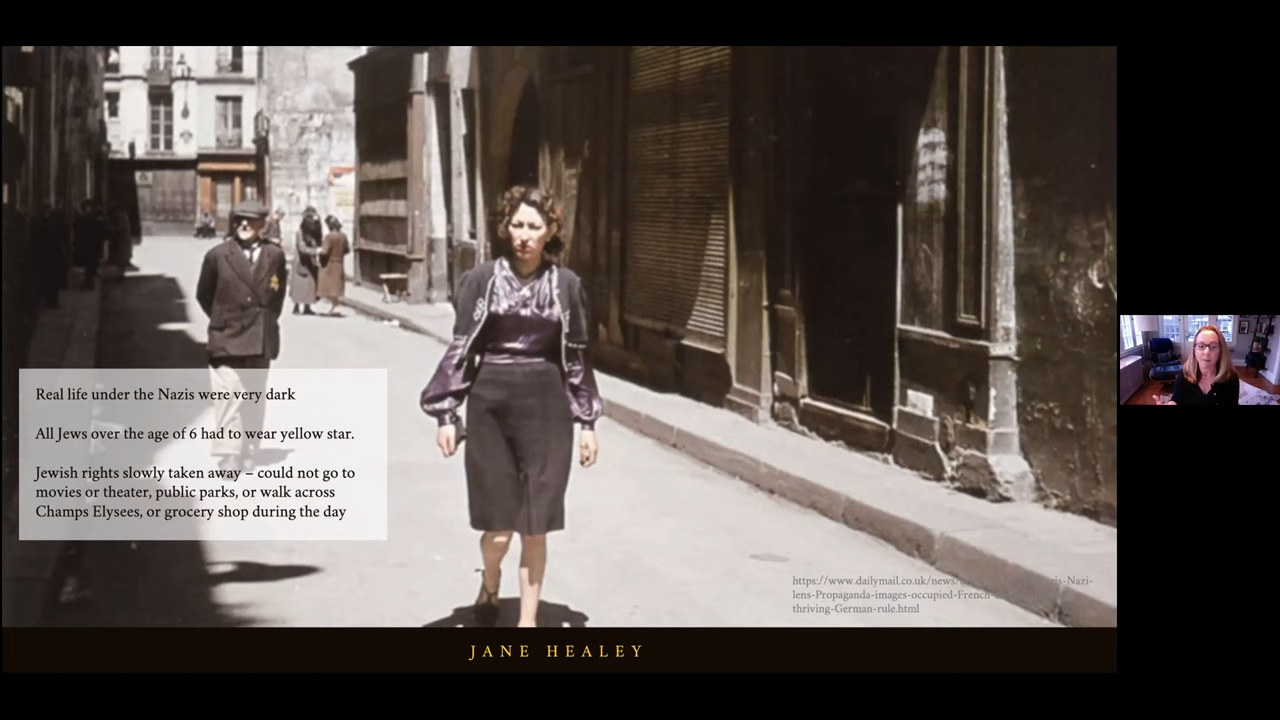 Real life under the Nazis were very dark
All Jews over the age of 6 had to wear yellow star.
Jewish rights slowly taken away – could not go to
movies or theater, public parks, or walk across
Champs Elysees, or grocery shop during the day
https://www.dailymail.co.uk/news/ -Nazi-
lens-Propaganda-images-occupied-French-
thriving-German-rule.html
JANE HEALEY